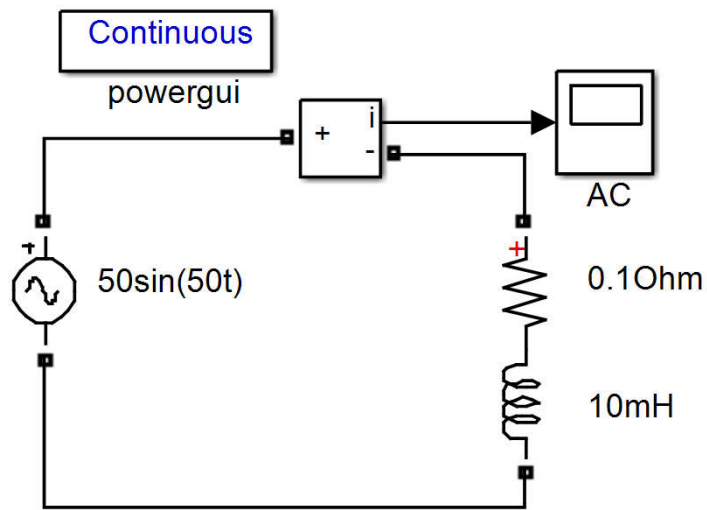 Continuous
powergui
+ i
-
AC
+
50sin(50t)
+
0.1Ohm
10mH